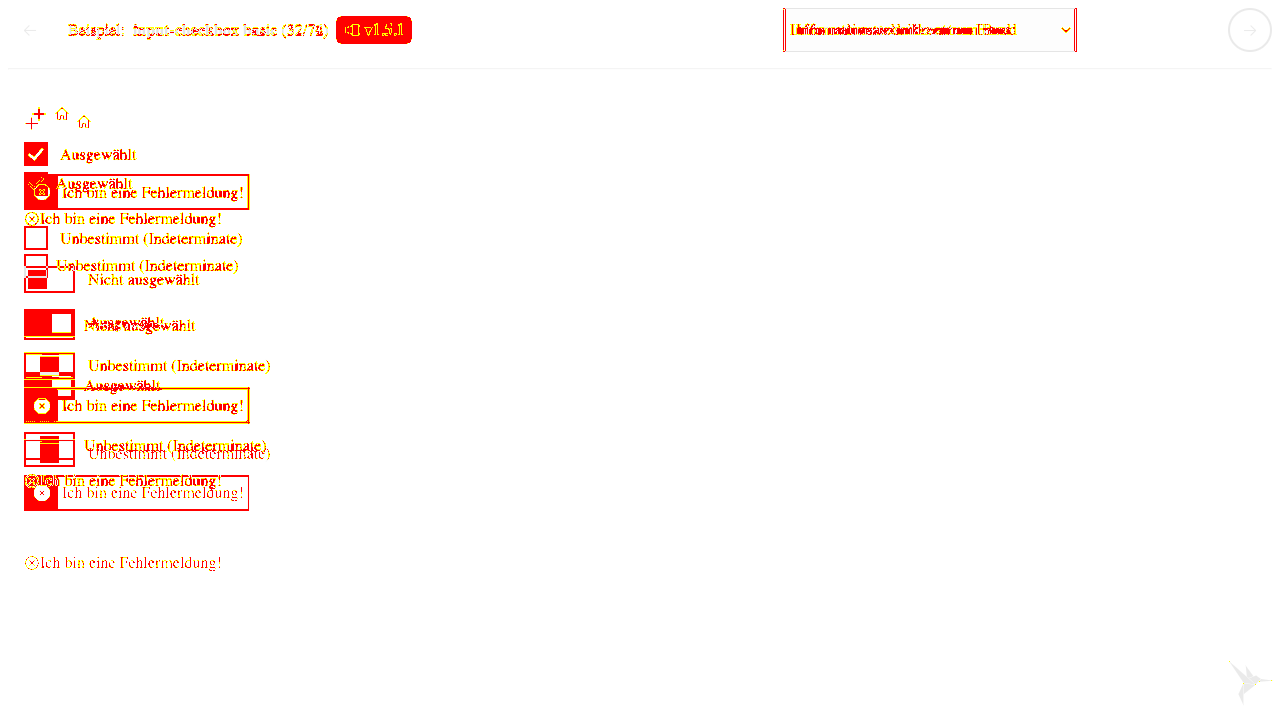 Beispiel: input-checkbox basic (32/72) v1.5.1
Ausgewählt
Ausgewählt
Ich bin eine Fehlermeldung!
Ich bin eine Fehlermeldung!
Unbestimmt (Indeterminate)
Unbestimmt (Indeterminate)
Nicht ausgewählt
Ausgewählt
Nicht ausgewählt
Unbestimmt (Indeterminate)
Ausgewählt
Ich bin eine Fehlermeldung!
Unbestimmt (Indeterminate)
Unbestimmt (Indeterminate)
Ich bin eine Fehlermeldung!
Ich bin eine Fehlermeldung!
Ich bin eine Fehlermeldung!